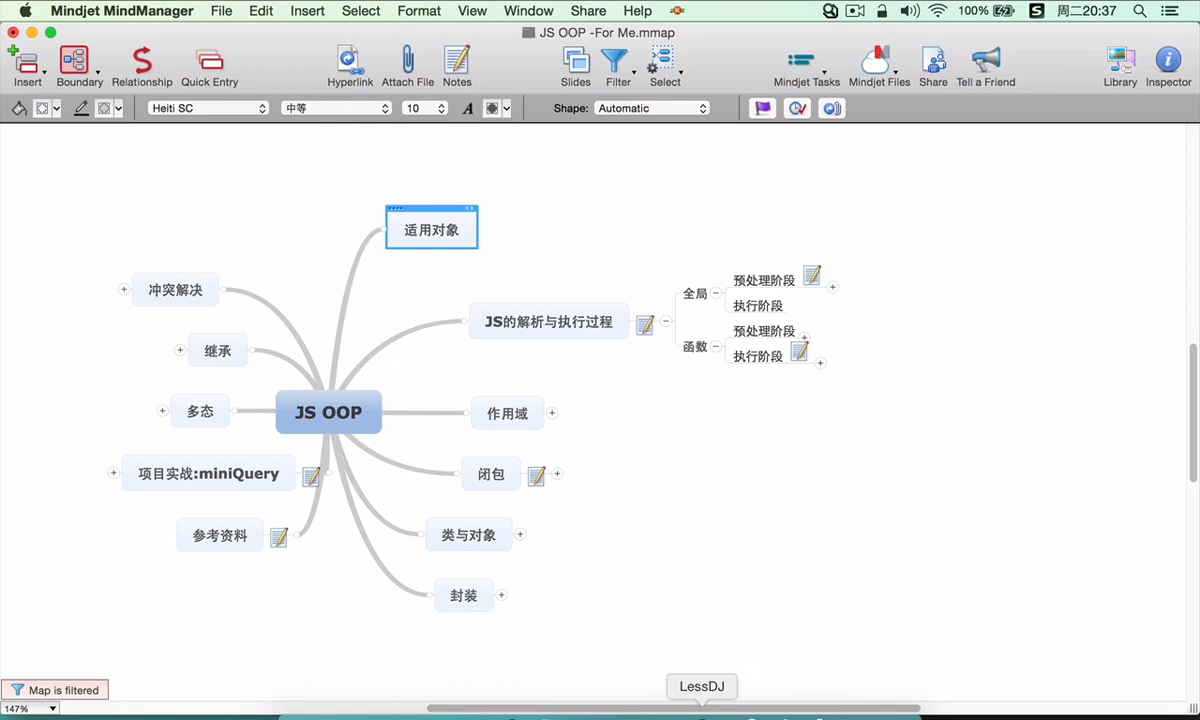 Mindjet MindManager File Edit Insert Select Format View Window Share Help 100% 周二20:37
JS OOP -For Me.mmap
Insert Boundary Relationship Quick Entry Hyperlink Attach File Notes Slides Filter Select Mindjet Tasks Mindjet Files Share Tell a Friend Library Inspector
Heiti SC 中等 10 A Shape: Automatic
适用对象
冲突解决
预处理阶段
全局
执行阶段
JS的解析与执行过程
预处理阶段
函数
执行阶段
继承
JS OOP
多态
作用域
项目实战:miniQuery
闭包
参考资料
类与对象
封装
Map is filtered
LessDJ
147%